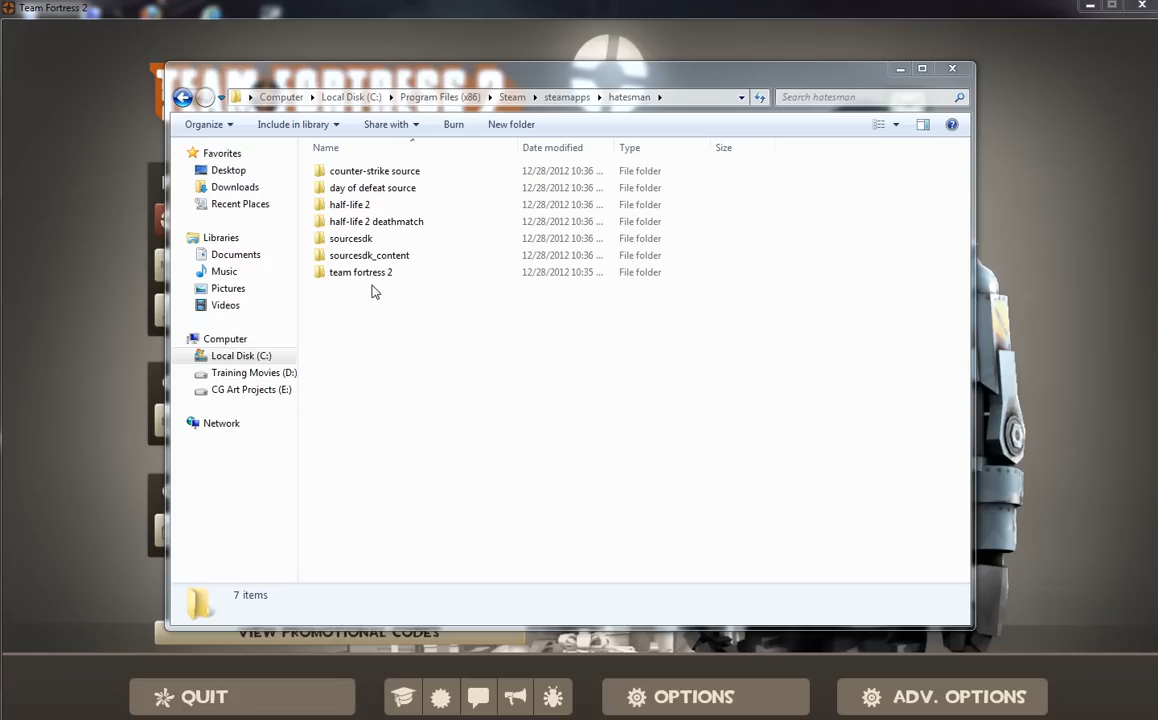 Team Fortress 2
TEAM FORTRESS 2
Computer Local Disk (C:) Program Files (x86) Steam steamapps hatesman Search hatesman
Organize Include in library Share with Burn New folder
Name Date modified Type Size
Favorites
Desktop
Downloads
Recent Places
Libraries
Documents
Music
Pictures
Videos
Computer
Local Disk (C:)
Training Movies (D:)
CG Art Projects (E:)
Network
counter-strike source 12/28/2012 10:36 ... File folder
day of defeat source 12/28/2012 10:36 ... File folder
half-life 2 12/28/2012 10:36 ... File folder
half-life 2 deathmatch 12/28/2012 10:36 ... File folder
sourcesdk 12/28/2012 10:36 ... File folder
sourcesdk_content 12/28/2012 10:36 ... File folder
team fortress 2 12/28/2012 10:35 ... File folder
7 items
VIEW PROMOTIONAL CODES
QUIT OPTIONS ADV. OPTIONS